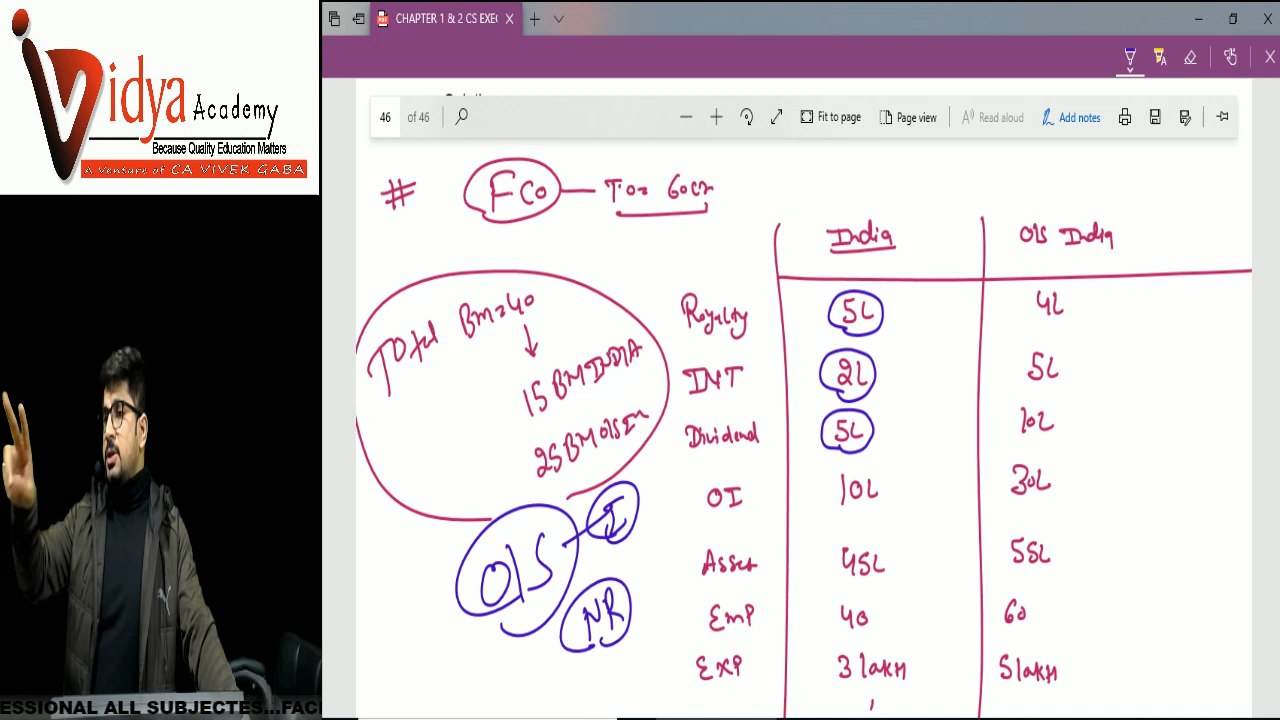 Vidya Academy
Because Quality Education Matters
A Venture of CA VIVEK GABA
CHAPTER 1 & 2 CS EXEC
46 of 46
Fit to page
Page view
Read aloud
Add notes
# FCo — T.O= 60cr
India O/S India
Total BM=40
15 BM INDIA
25 BM O/S IN
Royalty 5L 4L
INT 2L 5L
Dividend 5L 10L
OI 10L 30L
Asset 45L 55L
Emp 40 60
EXP 3 lakh 5 lakh
O/S I
NR
ESSIONAL ALL SUBJECTES...FAC